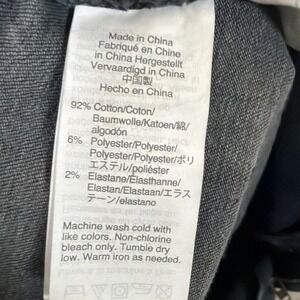 Made in China
Fabriqué en Chine
in China Hergestellt
Vervaardigd in China
中国製
Hecho en China
92% Cotton/Coton/
Baumwolle/Katoen/綿/
algodón
6% Polyester/Polyester/
Polyester/Polyester/ポリ
エステル/poliéster
2% Elastane/Elasthanne/
Elastan/Elastaan/エラス
テーン/elastano
Machine wash cold with
like colors. Non-chlorine
bleach only. Tumble dry
low. Warm iron as needed.